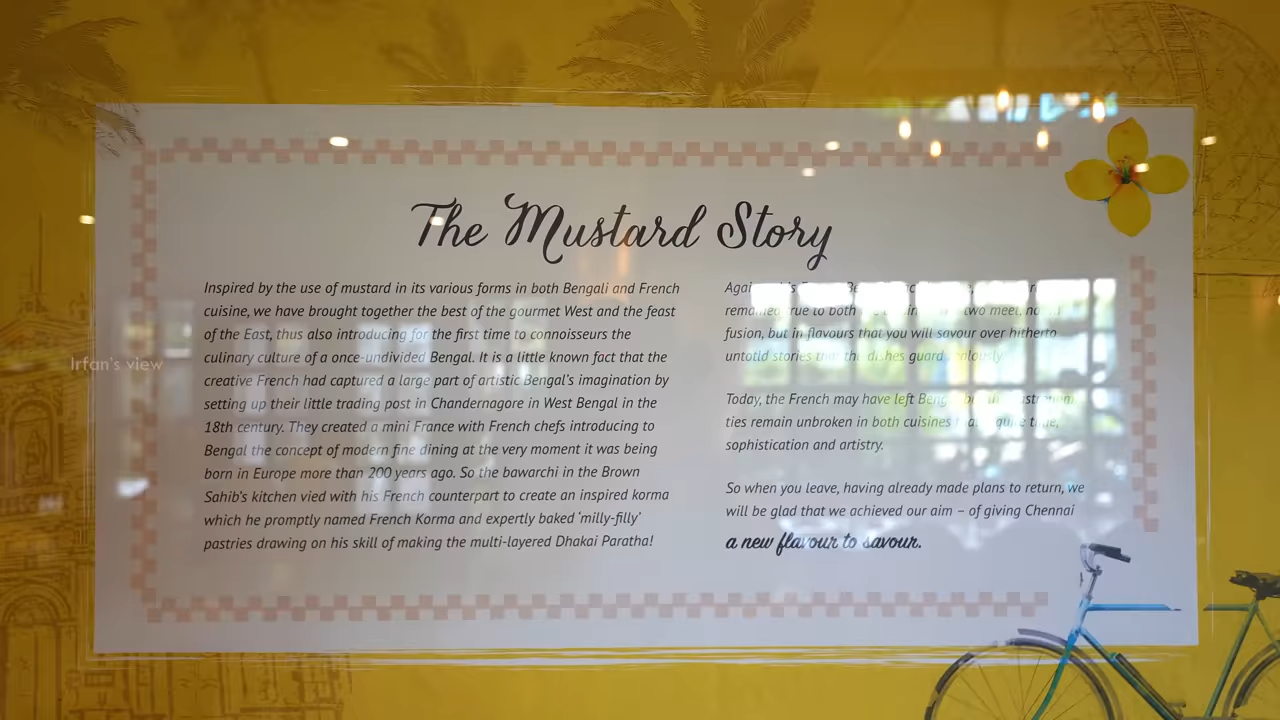 The Mustard Story
Inspired by the use of mustard in its various forms in both Bengali and French
cuisine, we have brought together the best of the gourmet West and the feast
of the East, thus also introducing for the first time to connoisseurs the
culinary culture of a once-undivided Bengal. It is a little known fact that the
creative French had captured a large part of artistic Bengal's imagination by
setting up their little trading post in Chandernagore in West Bengal in the
18th century. They created a mini France with French chefs introducing to
Bengal the concept of modern fine dining at the very moment it was being
born in Europe more than 200 years ago. So the bawarchi in the Brown
Sahib's kitchen vied with his French counterpart to create an inspired korma
which he promptly named French Korma and expertly baked 'milly-filly'
pastries drawing on his skill of making the multi-layered Dhakai Paratha!
remained true to both two meet,
fusion, but in flavours that you will savour over hitherto
untold stories that the dishes guard zealously.
Today, the French may have left
ties remain unbroken in both cuisines time,
sophistication and artistry.
So when you leave, having already made plans to return, we
will be glad that we achieved our aim – of giving Chennai
a new flavour to savour.
Irfan's view